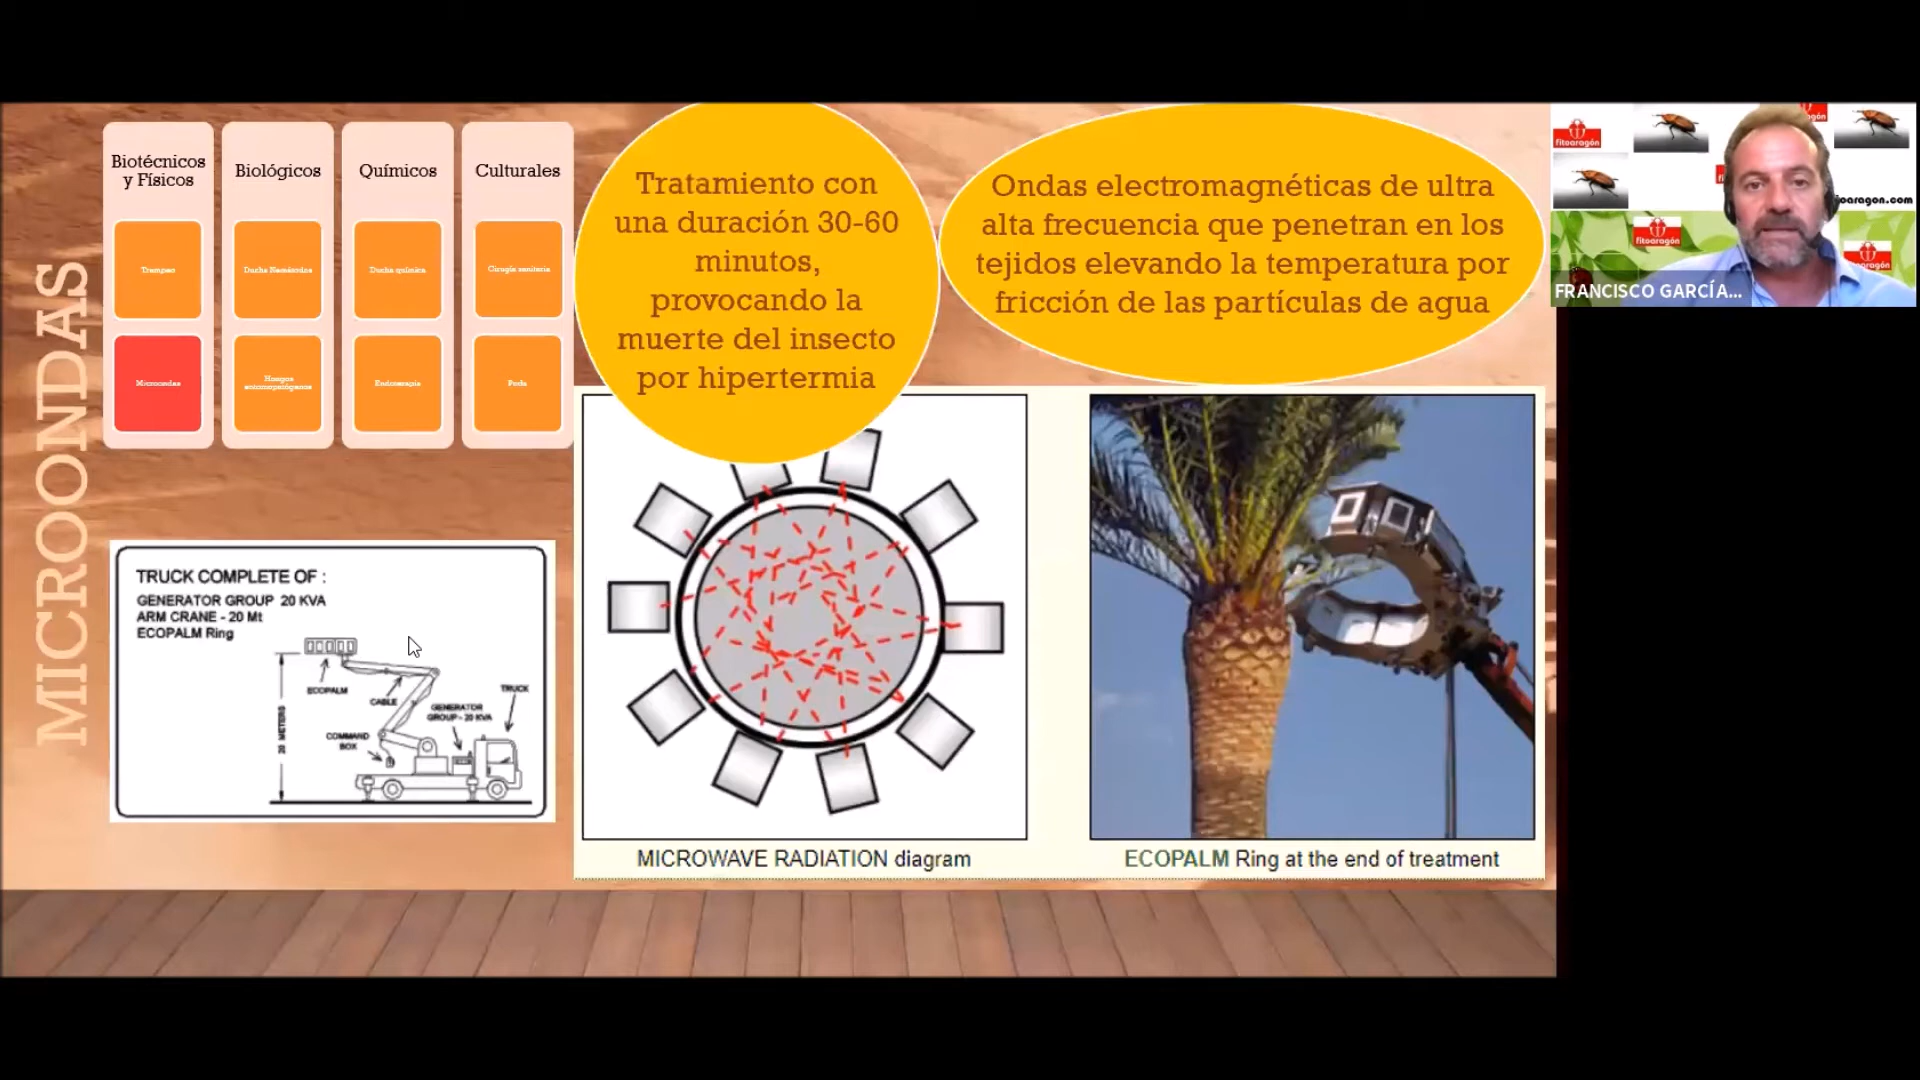 MICROONDAS
Biotécnicos
y Físicos
Trampeo
Microondas
Biológicos
Ducha Nemátodos
Hongos
entomopatógenos
Químicos
Ducha química
Endoterapia
Culturales
Cirugía sanitaria
Poda
Tratamiento con
una duración 30-60
minutos,
provocando la
muerte del insecto
por hipertermia
Ondas electromagnéticas de ultra
alta frecuencia que penetran en los
tejidos elevando la temperatura por
fricción de las partículas de agua
TRUCK COMPLETE OF :
GENERATOR GROUP 20 KVA
ARM CRANE - 20 Mt
ECOPALM Ring
ECOPALM
CABLE
TRUCK
GENERATOR
GROUP - 20 KVA
COMMAND
BOX
20 METERS
MICROWAVE RADIATION diagram
ECOPALM Ring at the end of treatment
fitoaragón
fitoaragón
fitoaragón
FRANCISCO GARCÍA...